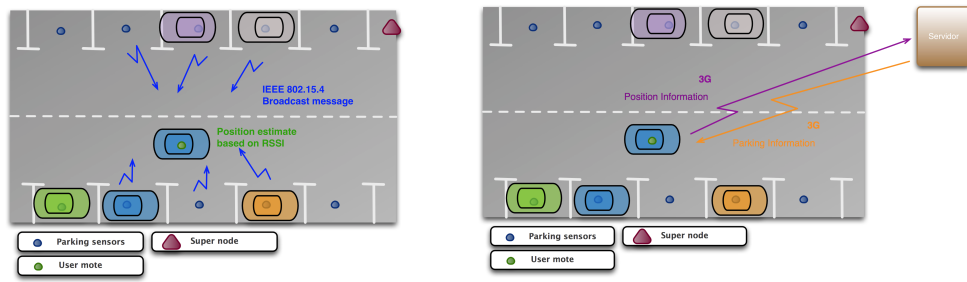 IEEE 802.15.4
Broadcast message
Position estimate
based on RSSI
Parking sensors
Super node
User mote
3G
Position Information
Servidor
3G
Parking Information
Parking sensors
Super node
User mote